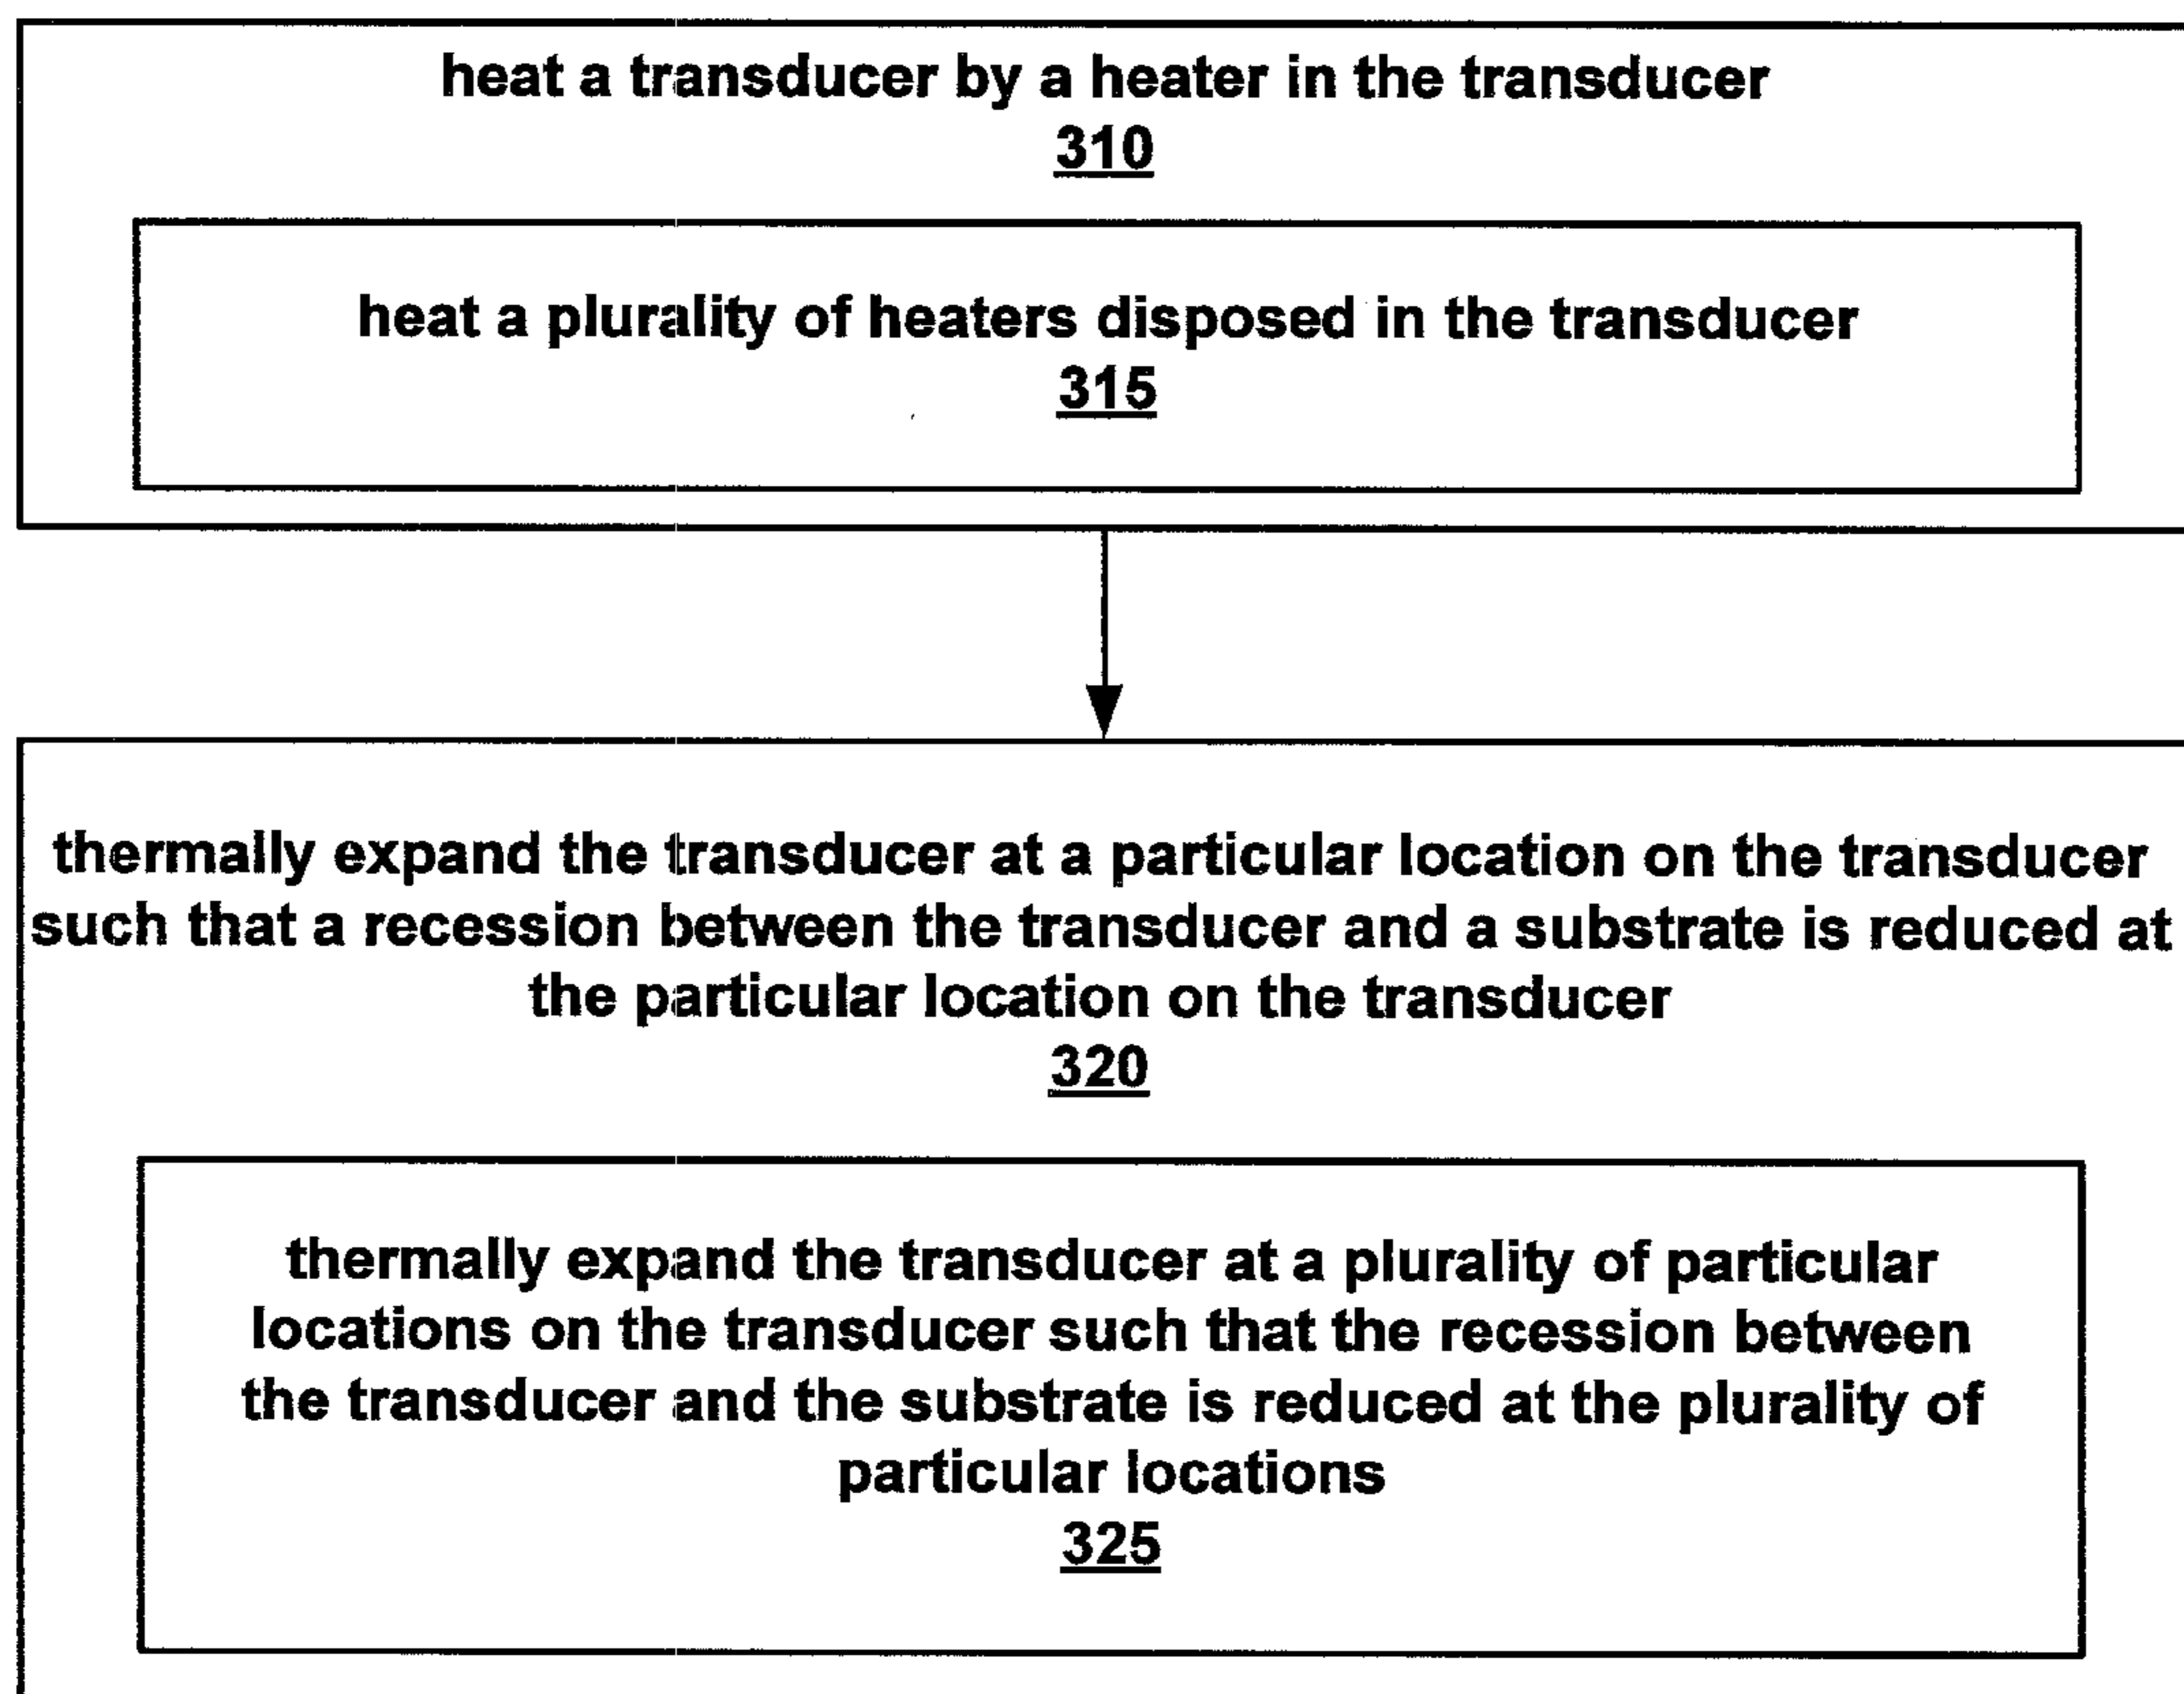 heat a transducer by a heater in the transducer
310
heat a plurality of heaters disposed in the transducer
315
thermally expand the transducer at a particular location on the transducer
such that a recession between the transducer and a substrate is reduced at
the particular location on the transducer
320
thermally expand the transducer at a plurality of particular
locations on the transducer such that the recession between
the transducer and the substrate is reduced at the plurality of
particular locations
325